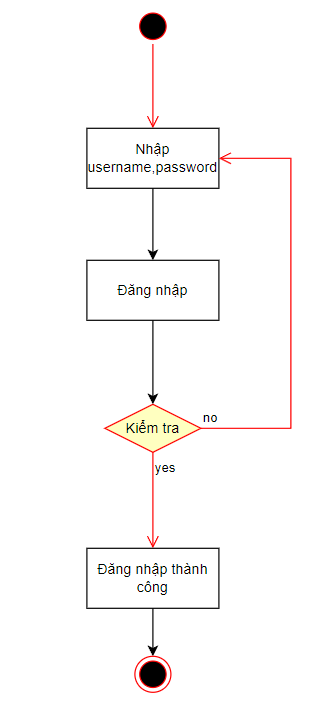 Nhập
username,password
Đăng nhập
Kiểm tra
no
yes
Đăng nhập thành
công